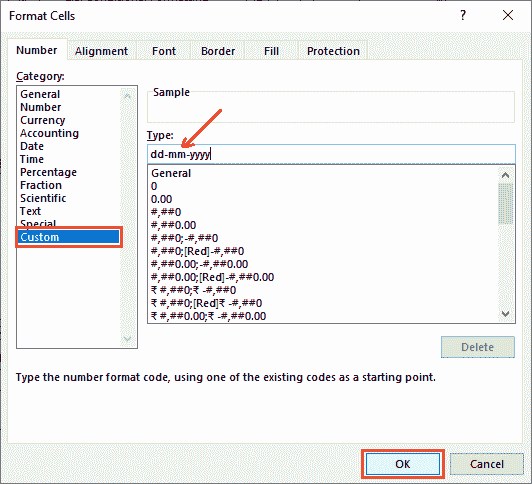 Format Cells
?
Number Alignment Font Border Fill Protection
Category:
General
Number
Currency
Accounting
Date
Time
Percentage
Fraction
Scientific
Text
Special
Custom
Sample
Type:
dd-mm-yyyy
General
0
0.00
#,##0
#,##0.00
#,##0;-#,##0
#,##0;[Red]-#,##0
#,##0.00;-#,##0.00
#,##0.00;[Red]-#,##0.00
₹ #,##0;₹ -#,##0
₹ #,##0;[Red]₹ -#,##0
₹ #,##0.00;₹ -#,##0.00
Delete
Type the number format code, using one of the existing codes as a starting point.
OK Cancel